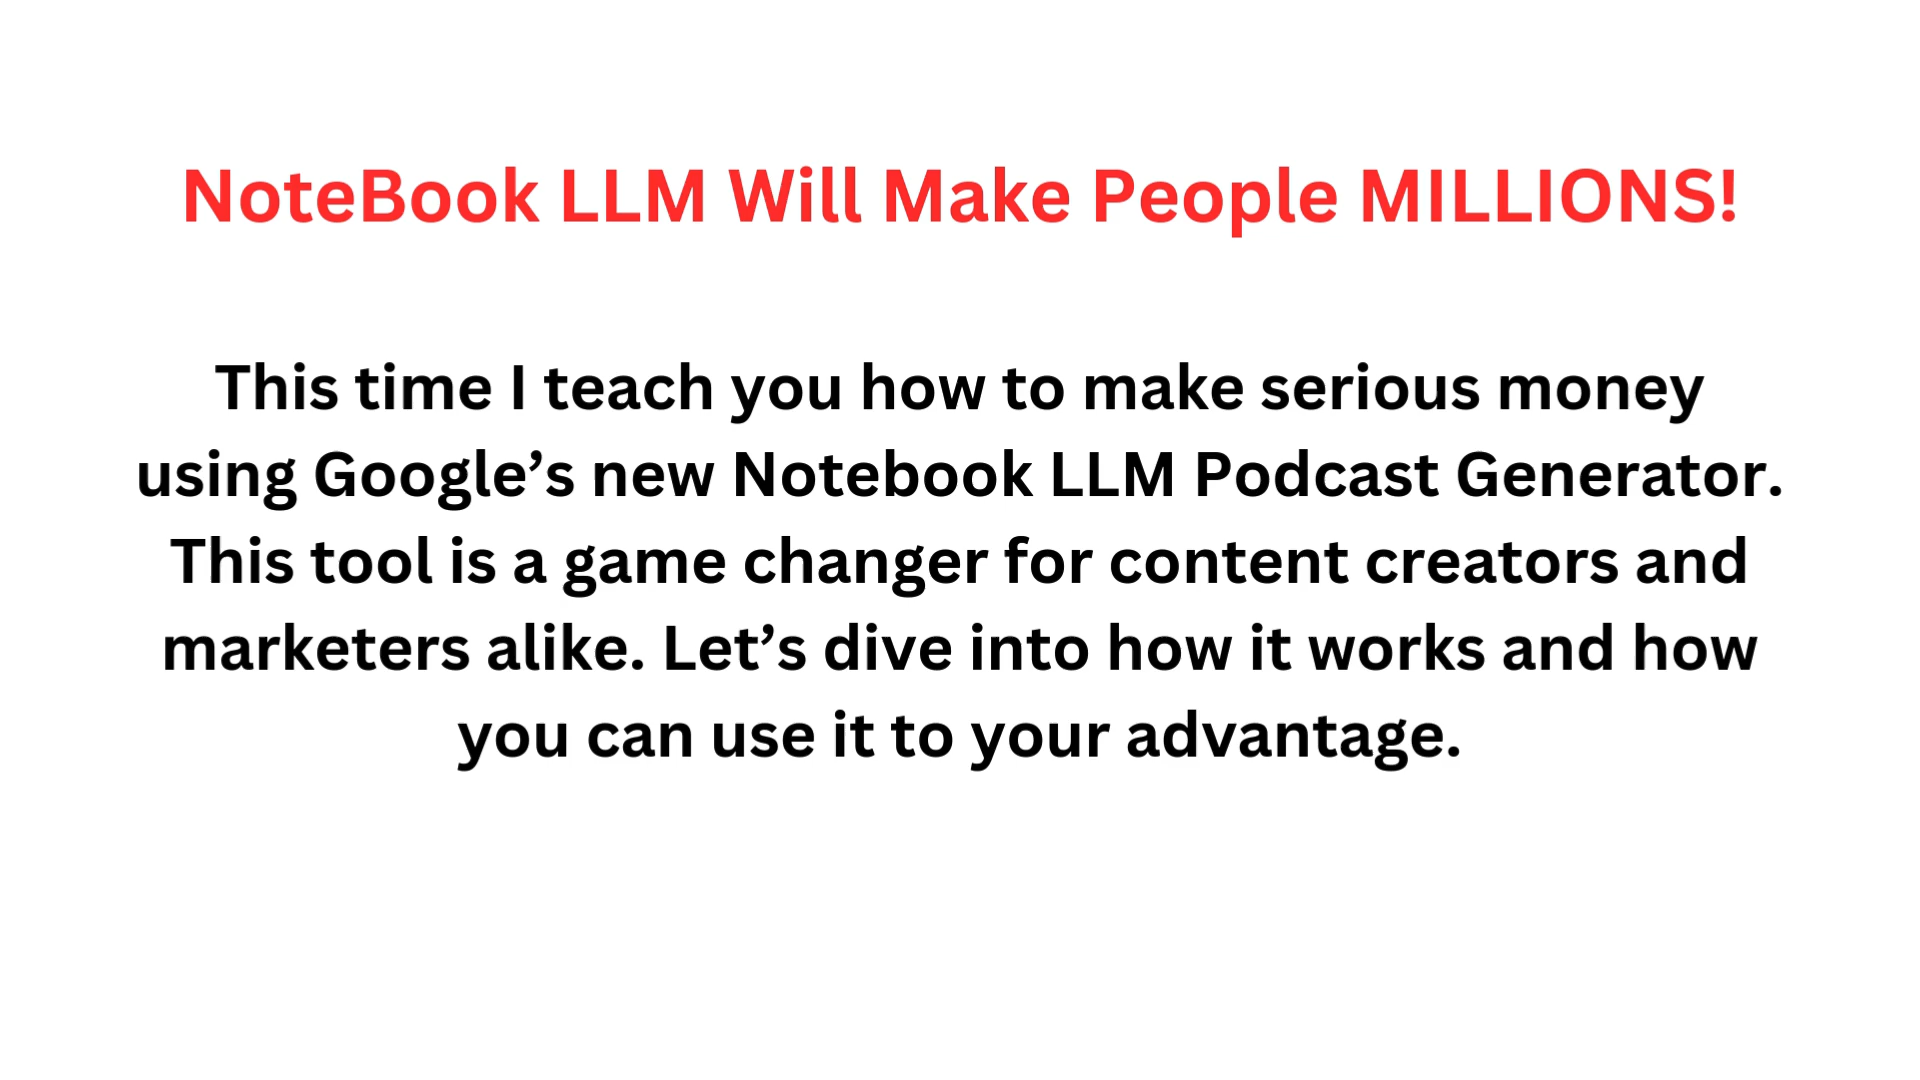 NoteBook LLM Will Make People MILLIONS!
This time I teach you how to make serious money
using Google’s new Notebook LLM Podcast Generator.
This tool is a game changer for content creators and
marketers alike. Let’s dive into how it works and how
you can use it to your advantage.